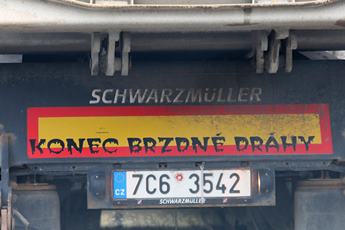 SCHWARZMÜLLER
KONEC BRZDNÉ DRÁHY
CZ 7C6 3542
SCHWARZMÜLLER